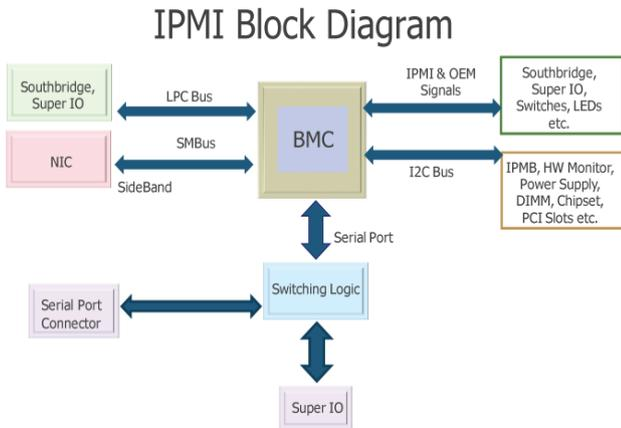 IPMI Block Diagram
Southbridge,
Super IO
LPC Bus
NIC
SMBus
SideBand
BMC
IPMI & OEM
Signals
Southbridge,
Super IO,
Switches, LEDs
etc.
I2C Bus
IPMB, HW Monitor,
Power Supply,
DIMM, Chipset,
PCI Slots etc.
Serial Port
Switching Logic
Serial Port
Connector
Super IO